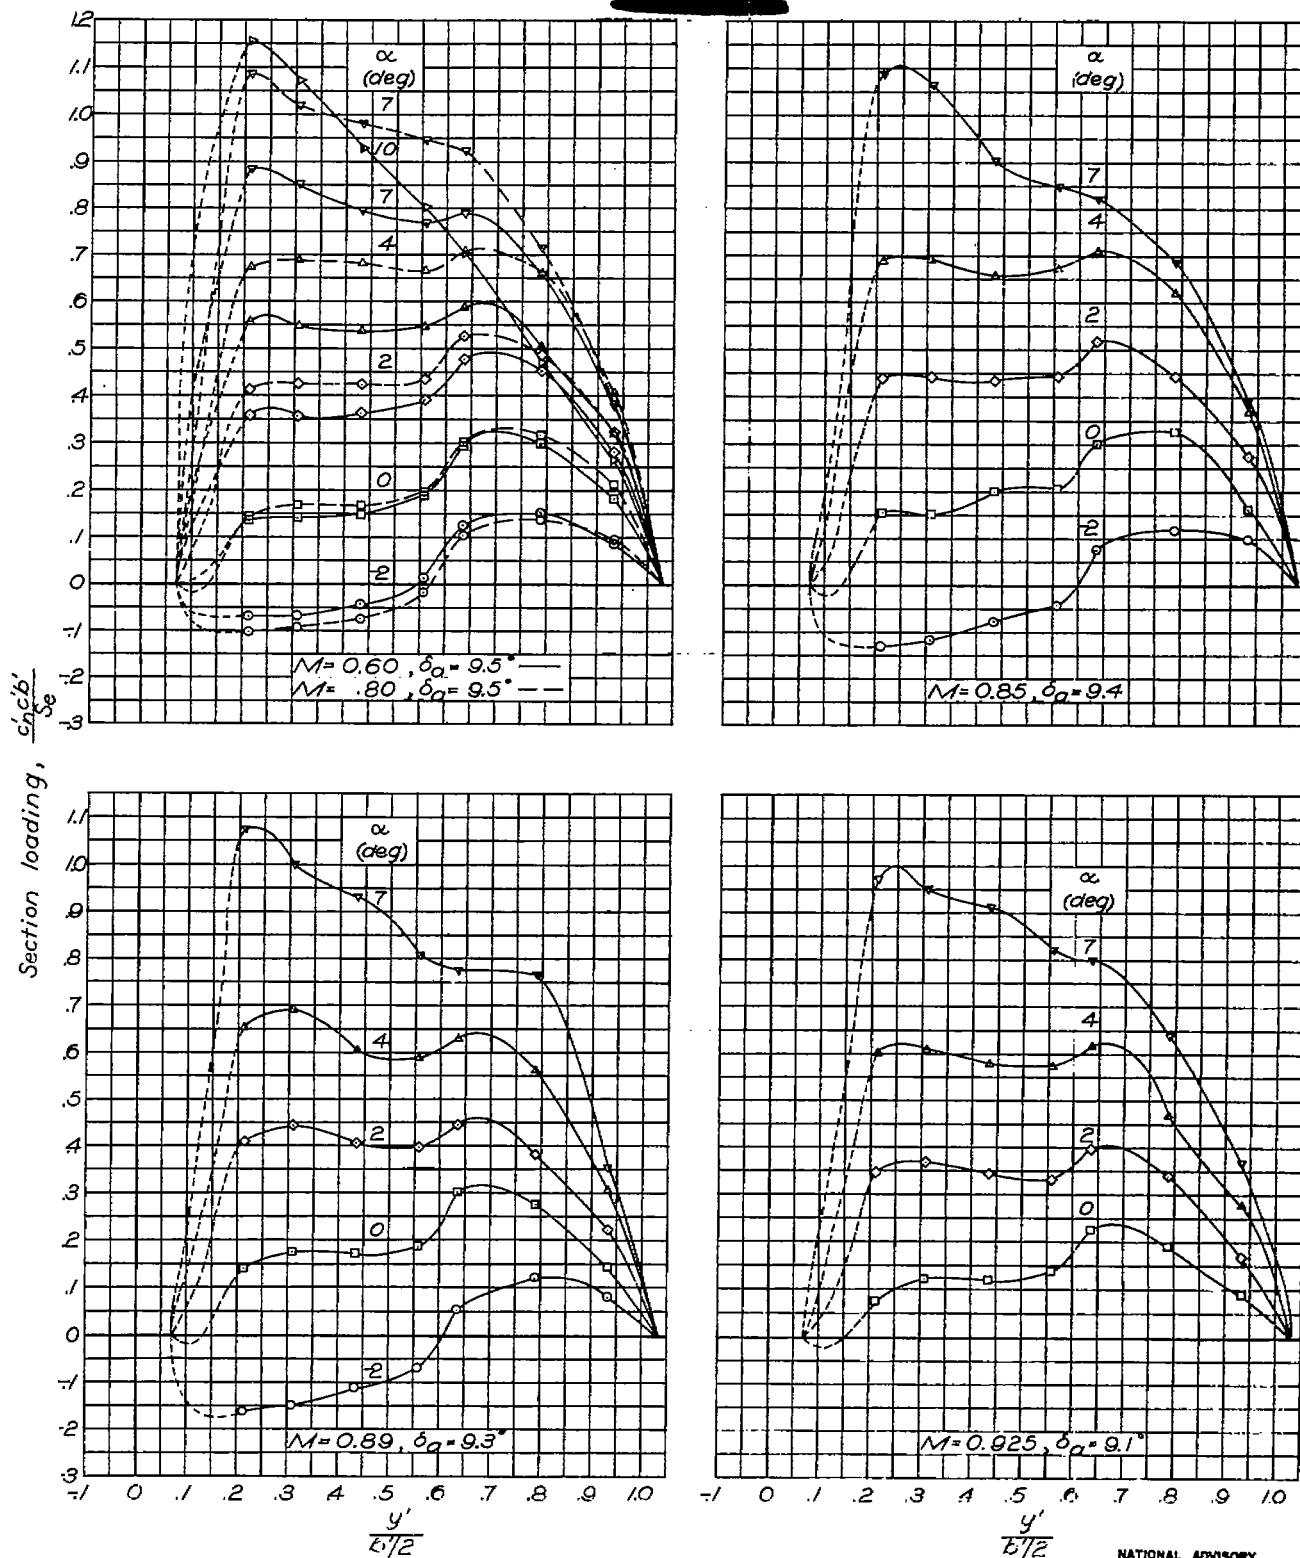 1.2
1.1
1.0
.9
.8
.7
.6
.5
.4
.3
.2
.1
0
-.1
-.2
-.3
α
(deg)
7
10
7
4
2
0
-2
M= 0.60 , δa= 9.5°
M= .80 , δa= 9.5°
α
(deg)
7
4
2
0
-2
M=0.85, δa=9.4
Section loading, c'n c'b' / Se
1.1
1.0
.9
.8
.7
.6
.5
.4
.3
.2
.1
0
-.1
-.2
-.3
α
(deg)
7
4
2
0
-2
M=0.89, δa=9.3°
-.1 0 .1 .2 .3 .4 .5 .6 .7 .8 .9 1.0
y'
b'/2
α
(deg)
7
4
2
0
M=0.925, δa=9.1°
-.1 0 .1 .2 .3 .4 .5 .6 .7 .8 .9 1.0
y'
b'/2
NATIONAL ADVISORY